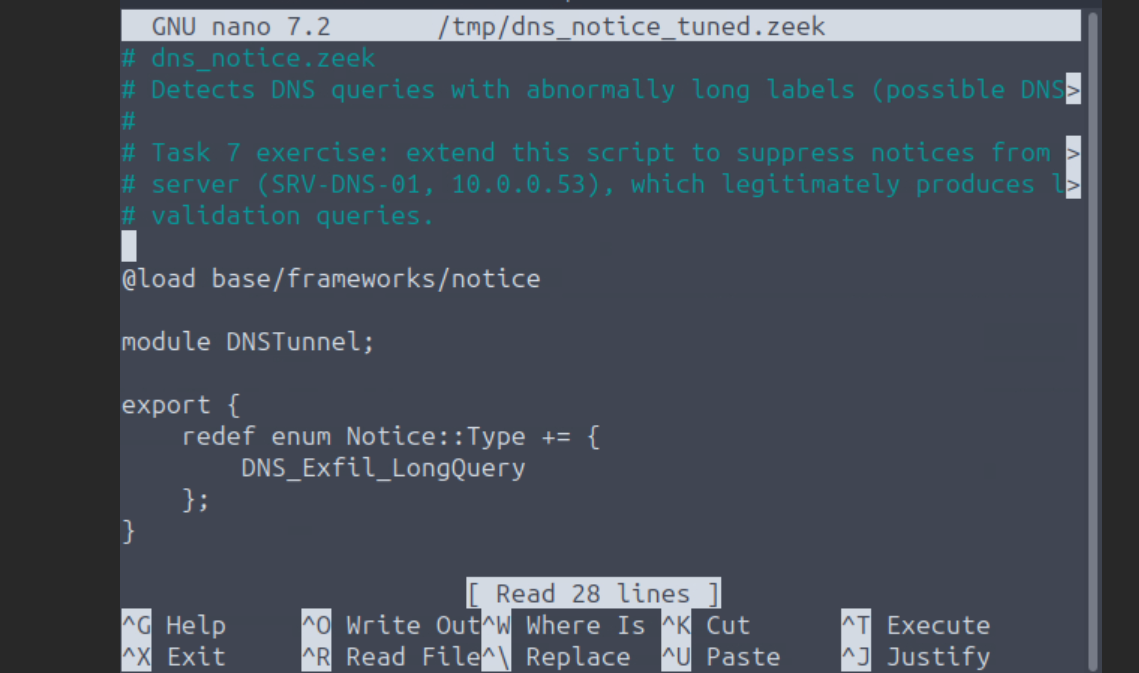 GNU nano 7.2 /tmp/dns_notice_tuned.zeek
# dns_notice.zeek
# Detects DNS queries with abnormally long labels (possible DNS>
#
# Task 7 exercise: extend this script to suppress notices from >
# server (SRV-DNS-01, 10.0.0.53), which legitimately produces l>
# validation queries.
@load base/frameworks/notice
module DNSTunnel;
export {
    redef enum Notice::Type += {
        DNS_Exfil_LongQuery
    };
}
[ Read 28 lines ]
^G Help ^O Write Out ^W Where Is ^K Cut ^T Execute
^X Exit ^R Read File ^\ Replace ^U Paste ^J Justify